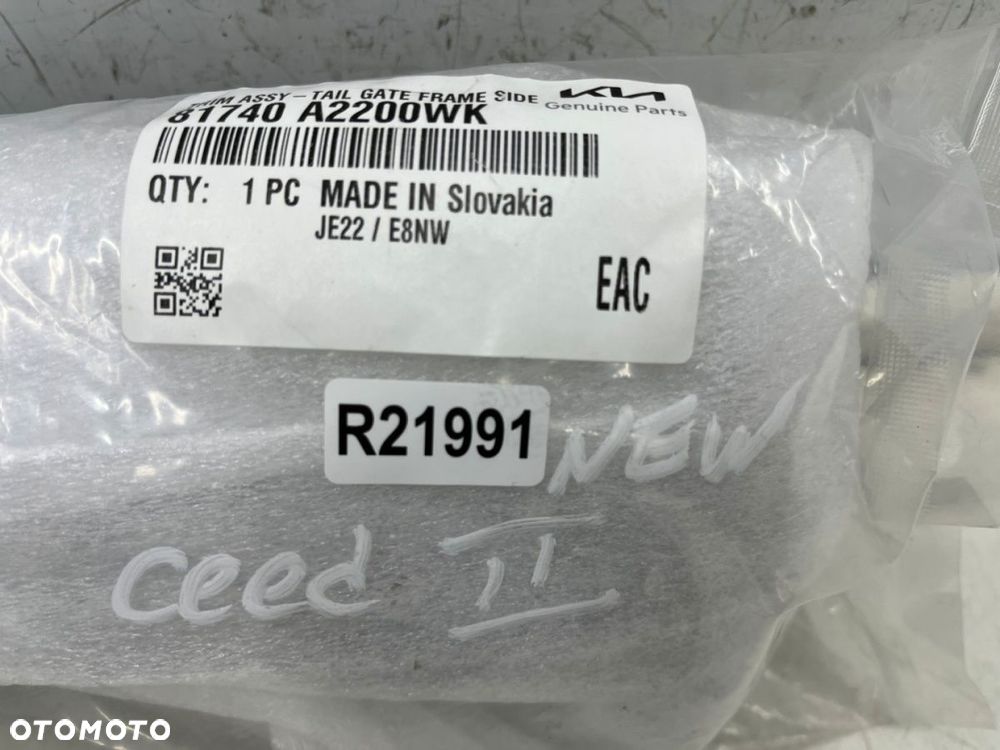 TRIM ASSY-TAIL GATE FRAME SIDE
KIA
Genuine Parts
81740 A2200WK
QTY: 1 PC MADE IN Slovakia
JE22 / E8NW
EAC
R21991
NEW
ceed II
OTOMOTO